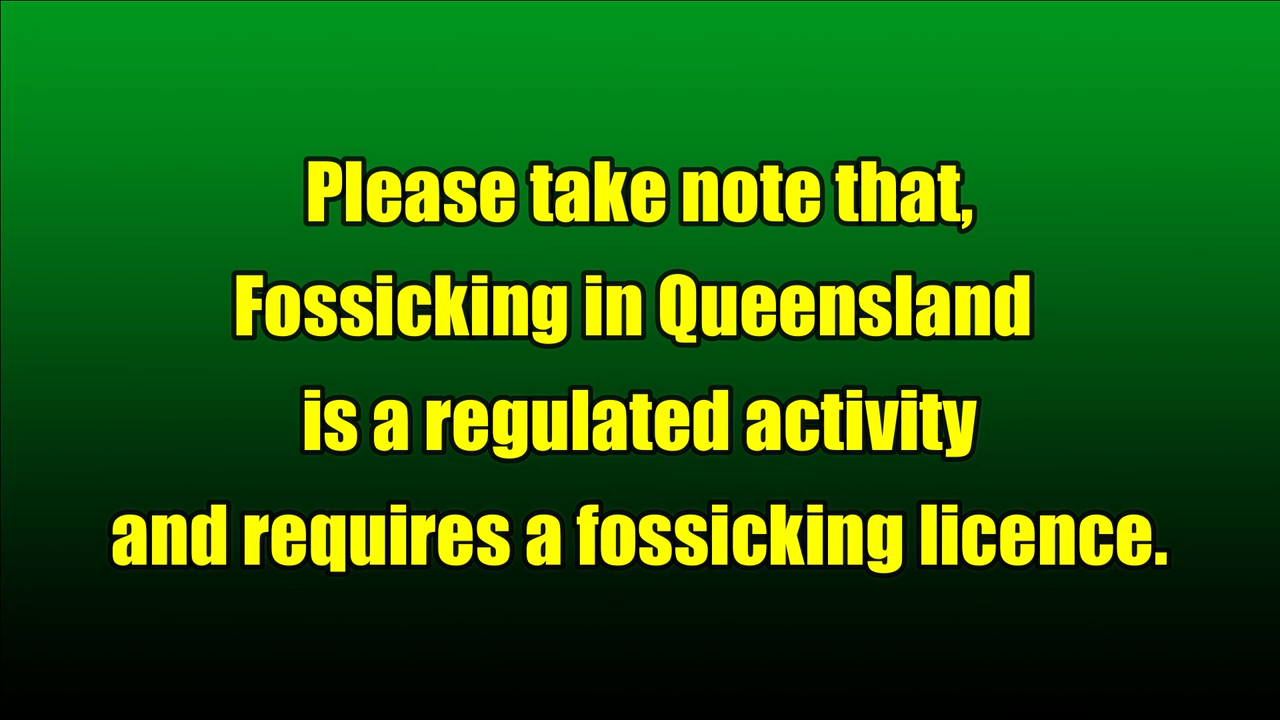 Please take note that,
Fossicking in Queensland
is a regulated activity
and requires a fossicking licence.